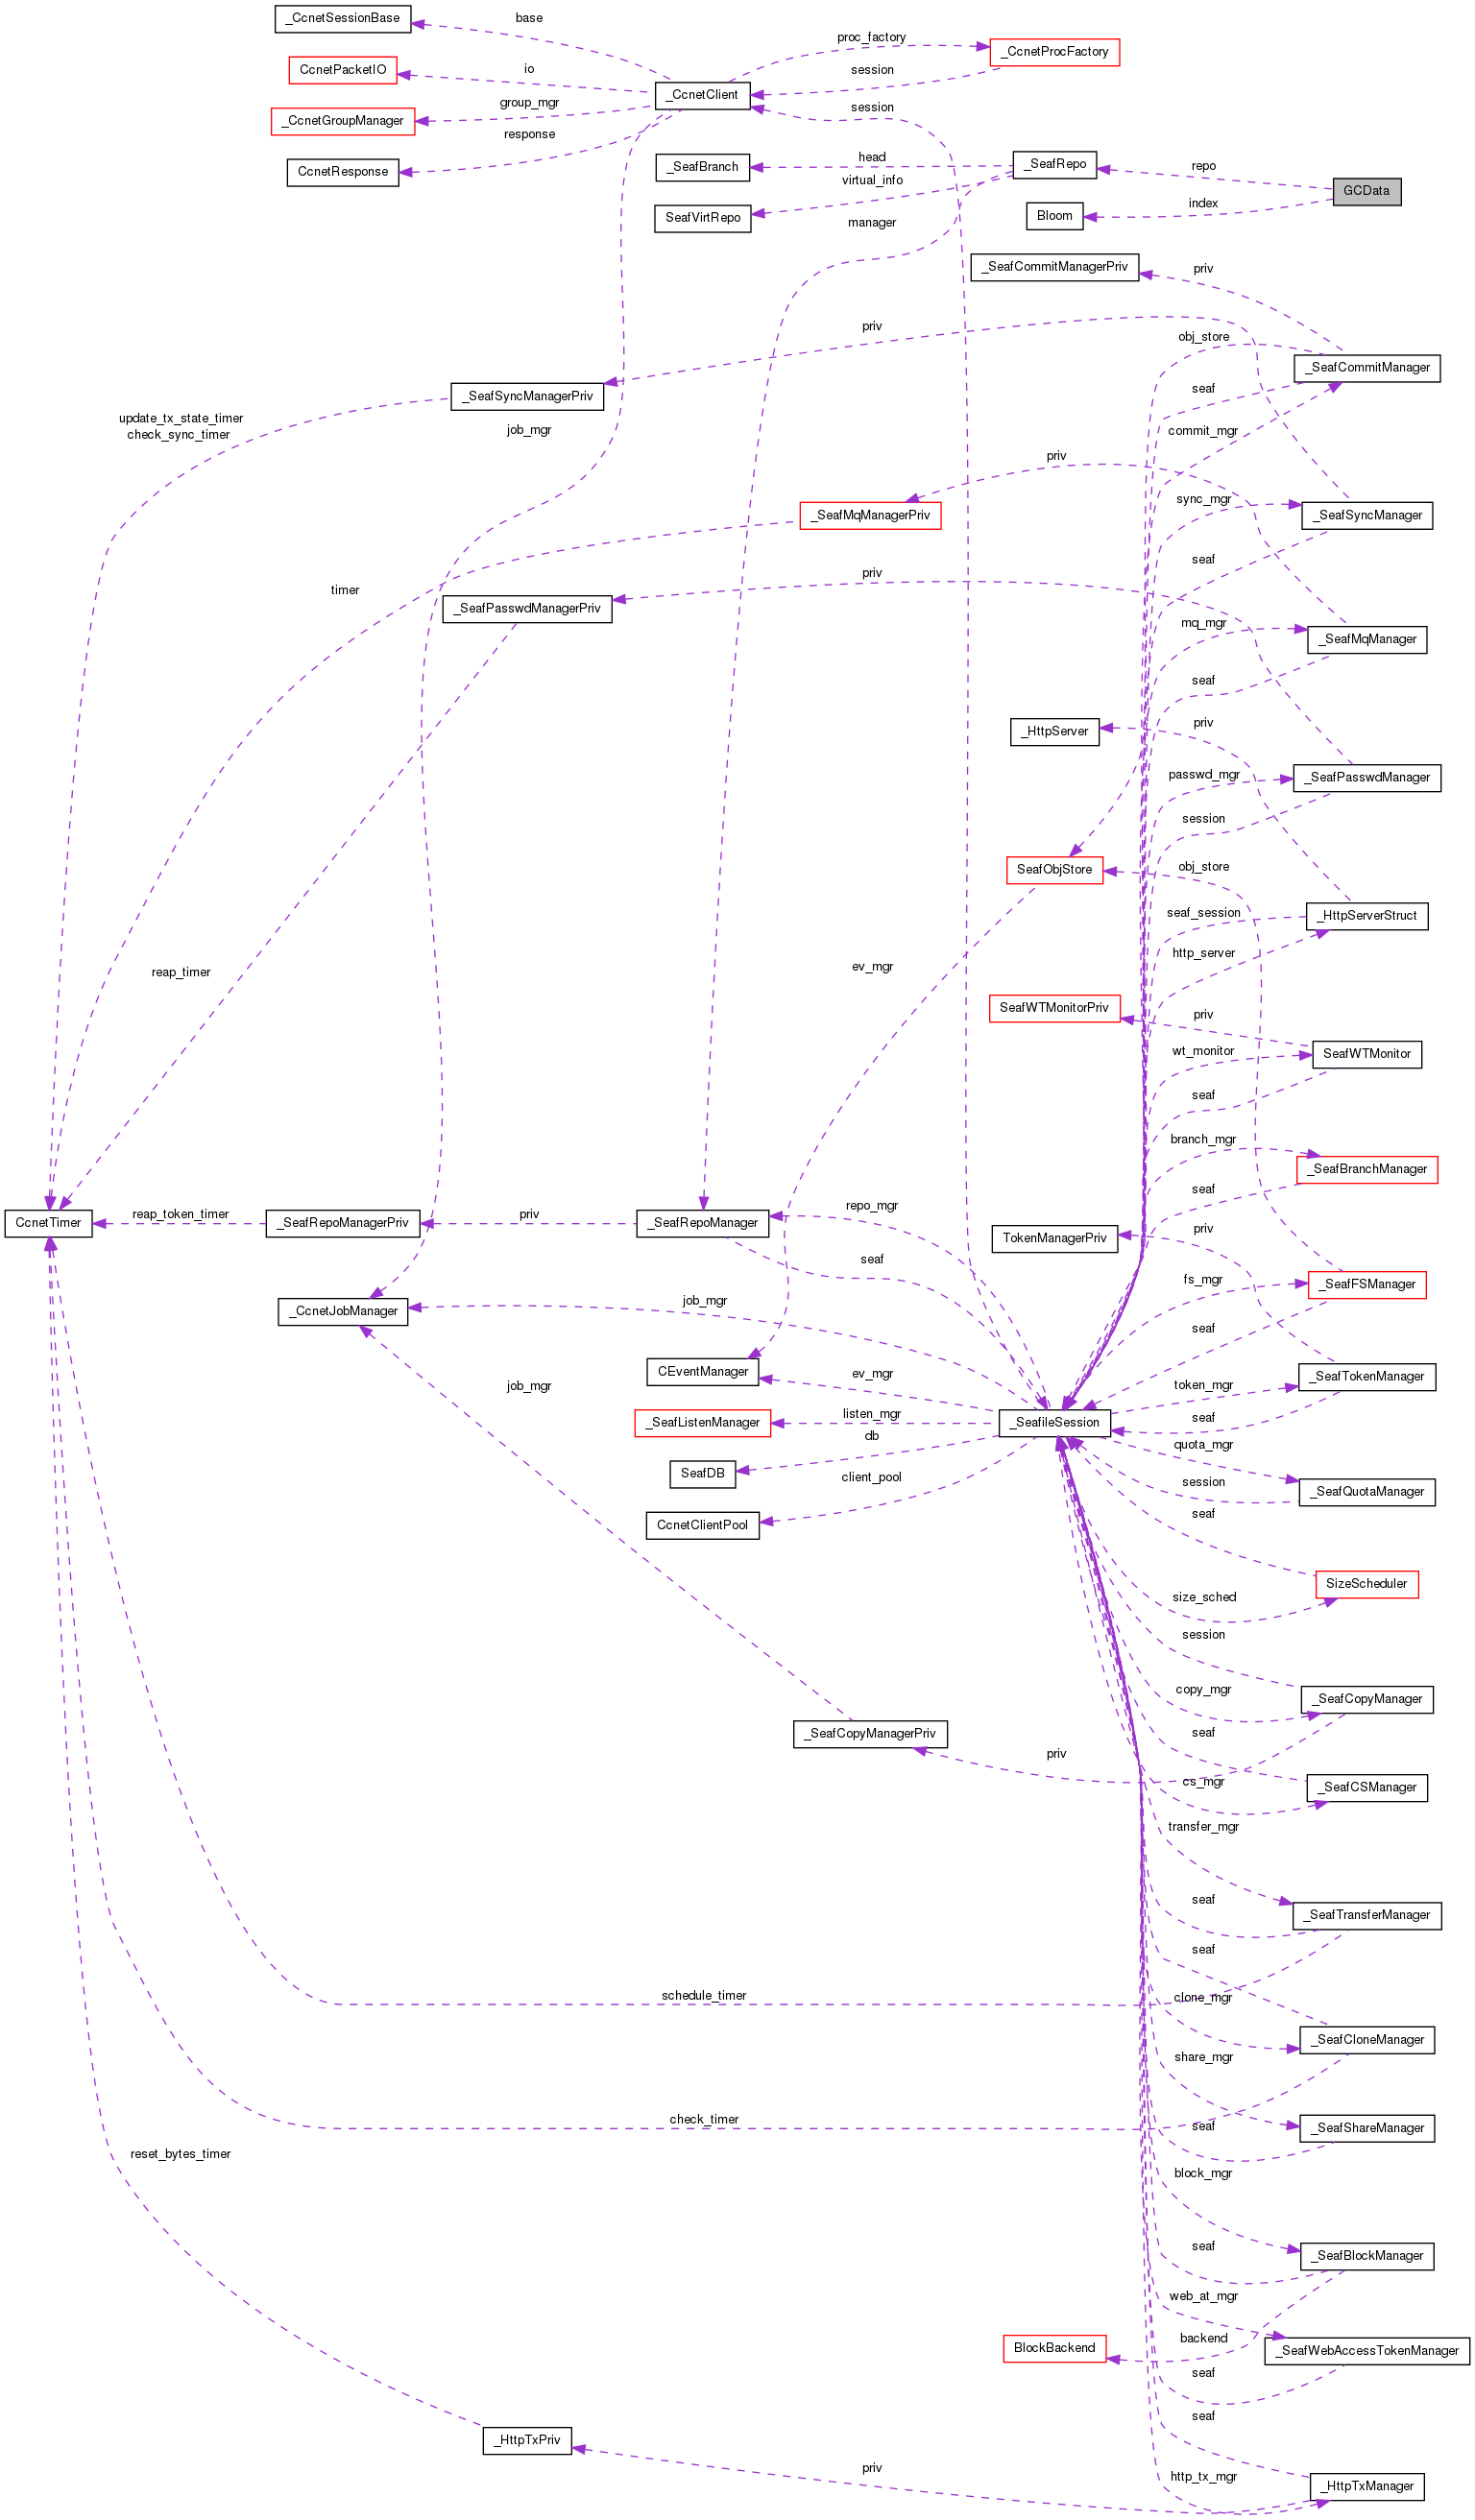 _CcnetSessionBase
base
proc_factory
_CcnetProcFactory
CcnetPacketIO
io
session
_CcnetClient
group_mgr
session
_CcnetGroupManager
response
CcnetResponse
_SeafBranch
head
_SeafRepo
repo
GCData
virtual_info
SeafVirtRepo
manager
Bloom
index
_SeafCommitManagerPriv
priv
priv
obj_store
_SeafCommitManager
seaf
_SeafSyncManagerPriv
update_tx_state_timer
check_sync_timer
job_mgr
commit_mgr
priv
sync_mgr
_SeafMqManagerPriv
_SeafSyncManager
seaf
priv
timer
_SeafPasswdManagerPriv
mq_mgr
_SeafMqManager
seaf
_HttpServer
priv
passwd_mgr
_SeafPasswdManager
session
SeafObjStore
obj_store
seaf_session
_HttpServerStruct
http_server
ev_mgr
reap_timer
SeafWTMonitorPriv
priv
wt_monitor
SeafWTMonitor
seaf
branch_mgr
_SeafBranchManager
seaf
CcnetTimer
reap_token_timer
_SeafRepoManagerPriv
priv
_SeafRepoManager
repo_mgr
TokenManagerPriv
priv
seaf
fs_mgr
_SeafFSManager
_CcnetJobManager
job_mgr
seaf
CEventManager
ev_mgr
job_mgr
token_mgr
_SeafTokenManager
_SeafListenManager
listen_mgr
_SeafileSession
seaf
db
quota_mgr
SeafDB
client_pool
session
_SeafQuotaManager
CcnetClientPool
seaf
SizeScheduler
size_sched
session
copy_mgr
_SeafCopyManager
_SeafCopyManagerPriv
seaf
priv
cs_mgr
_SeafCSManager
transfer_mgr
seaf
_SeafTransferManager
seaf
schedule_timer
clone_mgr
_SeafCloneManager
share_mgr
check_timer
seaf
_SeafShareManager
reset_bytes_timer
block_mgr
seaf
_SeafBlockManager
web_at_mgr
BlockBackend
backend
_SeafWebAccessTokenManager
seaf
seaf
_HttpTxPriv
priv
http_tx_mgr
_HttpTxManager